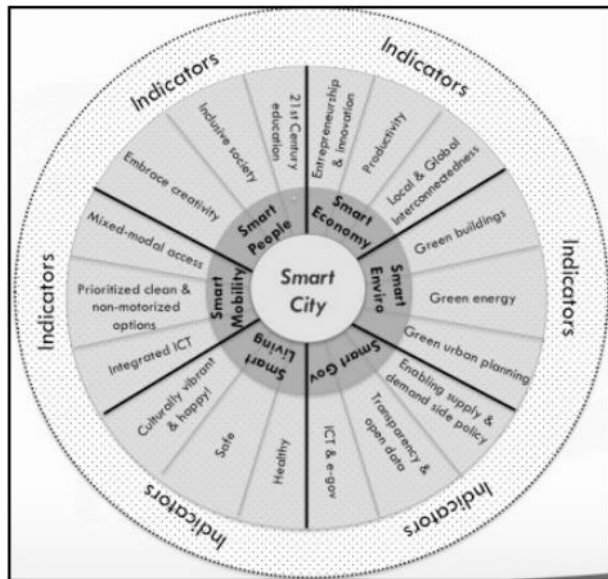 Indicators
Indicators
Indicators
Indicators
Indicators
Indicators
Smart
City
Smart
Economy
Entrepreneurship
& innovation
Productivity
Local & Global
Interconnectedness
Smart
Enviro
Green buildings
Green energy
Green urban planning
Smart Gov
Enabling supply &
demand side policy
Transparency &
open data
ICT & e-gov
Smart
Living
Healthy
Safe
Culturally vibrant
& happy!
Smart
Mobility
Integrated ICT
Prioritized clean &
non-motorized
options
Mixed-modal access
Smart
People
Embrace creativity
Inclusive society
21st Century
education